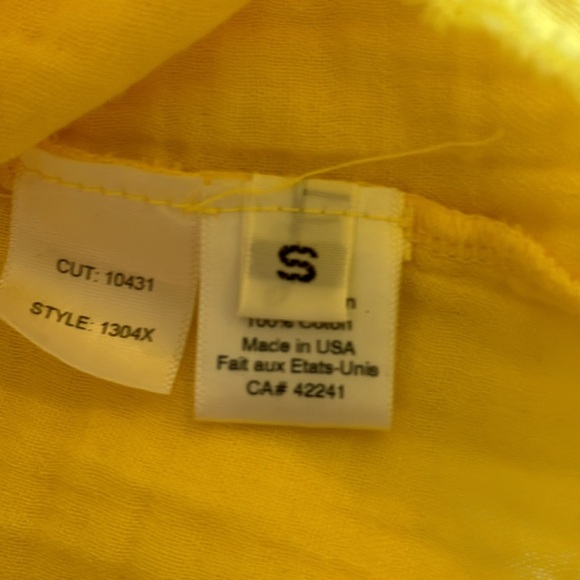 CUT: 10431
STYLE: 1304X
S
100% Cotton
Made in USA
Fait aux Etats-Unis
CA# 42241